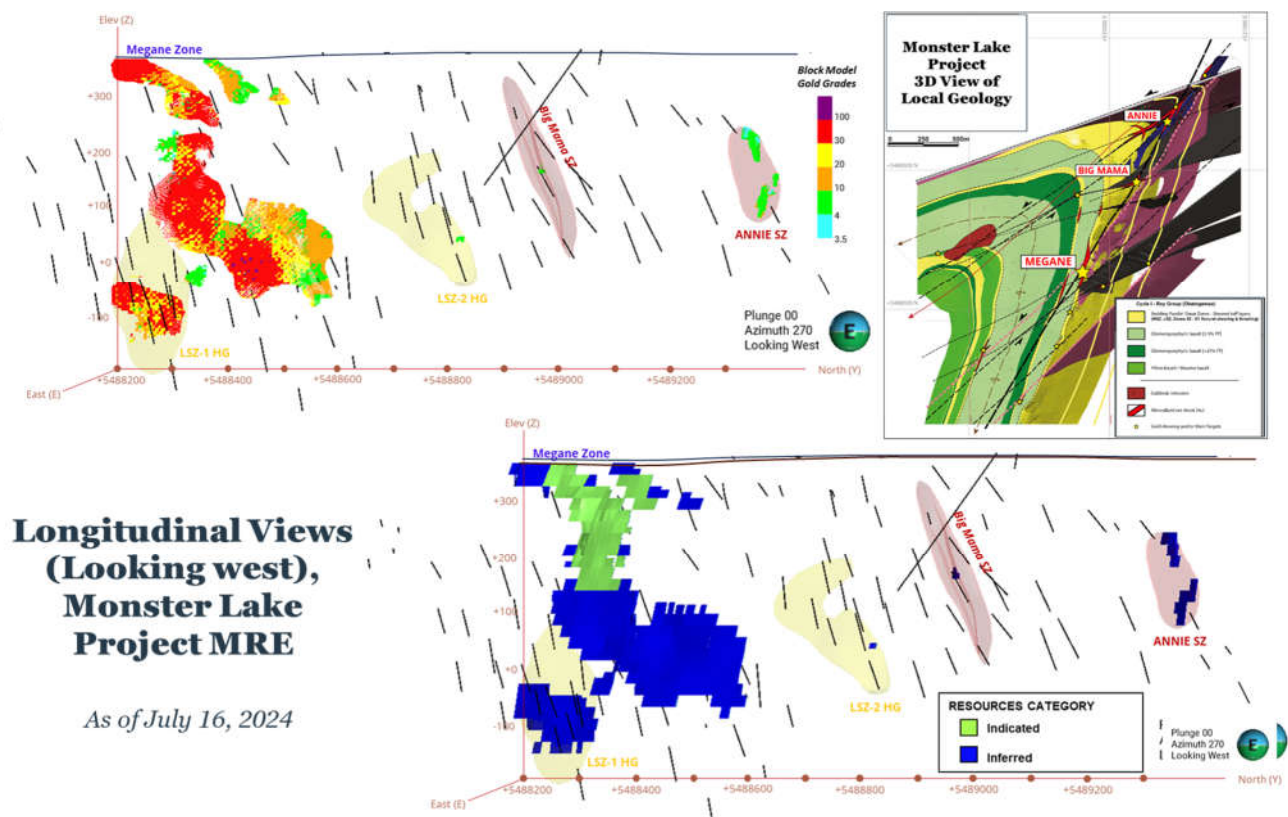 Elev (Z)
Megane Zone
+300
+200
+100
+0
-100
Big Mama SZ
ANNIE SZ
LSZ-2 HG
LSZ-1 HG
Block Model
Gold Grades
100
30
20
10
4
3.5
Plunge 00
Azimuth 270
Looking West
E
East (E)
+5488200
+5488400
+5488600
+5488800
+5489000
+5489200
North (Y)
Monster Lake
Project
3D View of
Local Geology
0
250
500m
ANNIE
BIG MAMA
MEGANE
Longitudinal Views
(Looking west),
Monster Lake
Project MRE
As of July 16, 2024
Elev (Z)
Megane Zone
+300
+200
+100
+0
-100
Big Mama SZ
ANNIE SZ
LSZ-2 HG
LSZ-1 HG
RESOURCES CATEGORY
Indicated
Inferred
Plunge 00
Azimuth 270
Looking West
E
East (E)
+5488200
+5488400
+5488600
+5488800
+5489000
+5489200
North (Y)